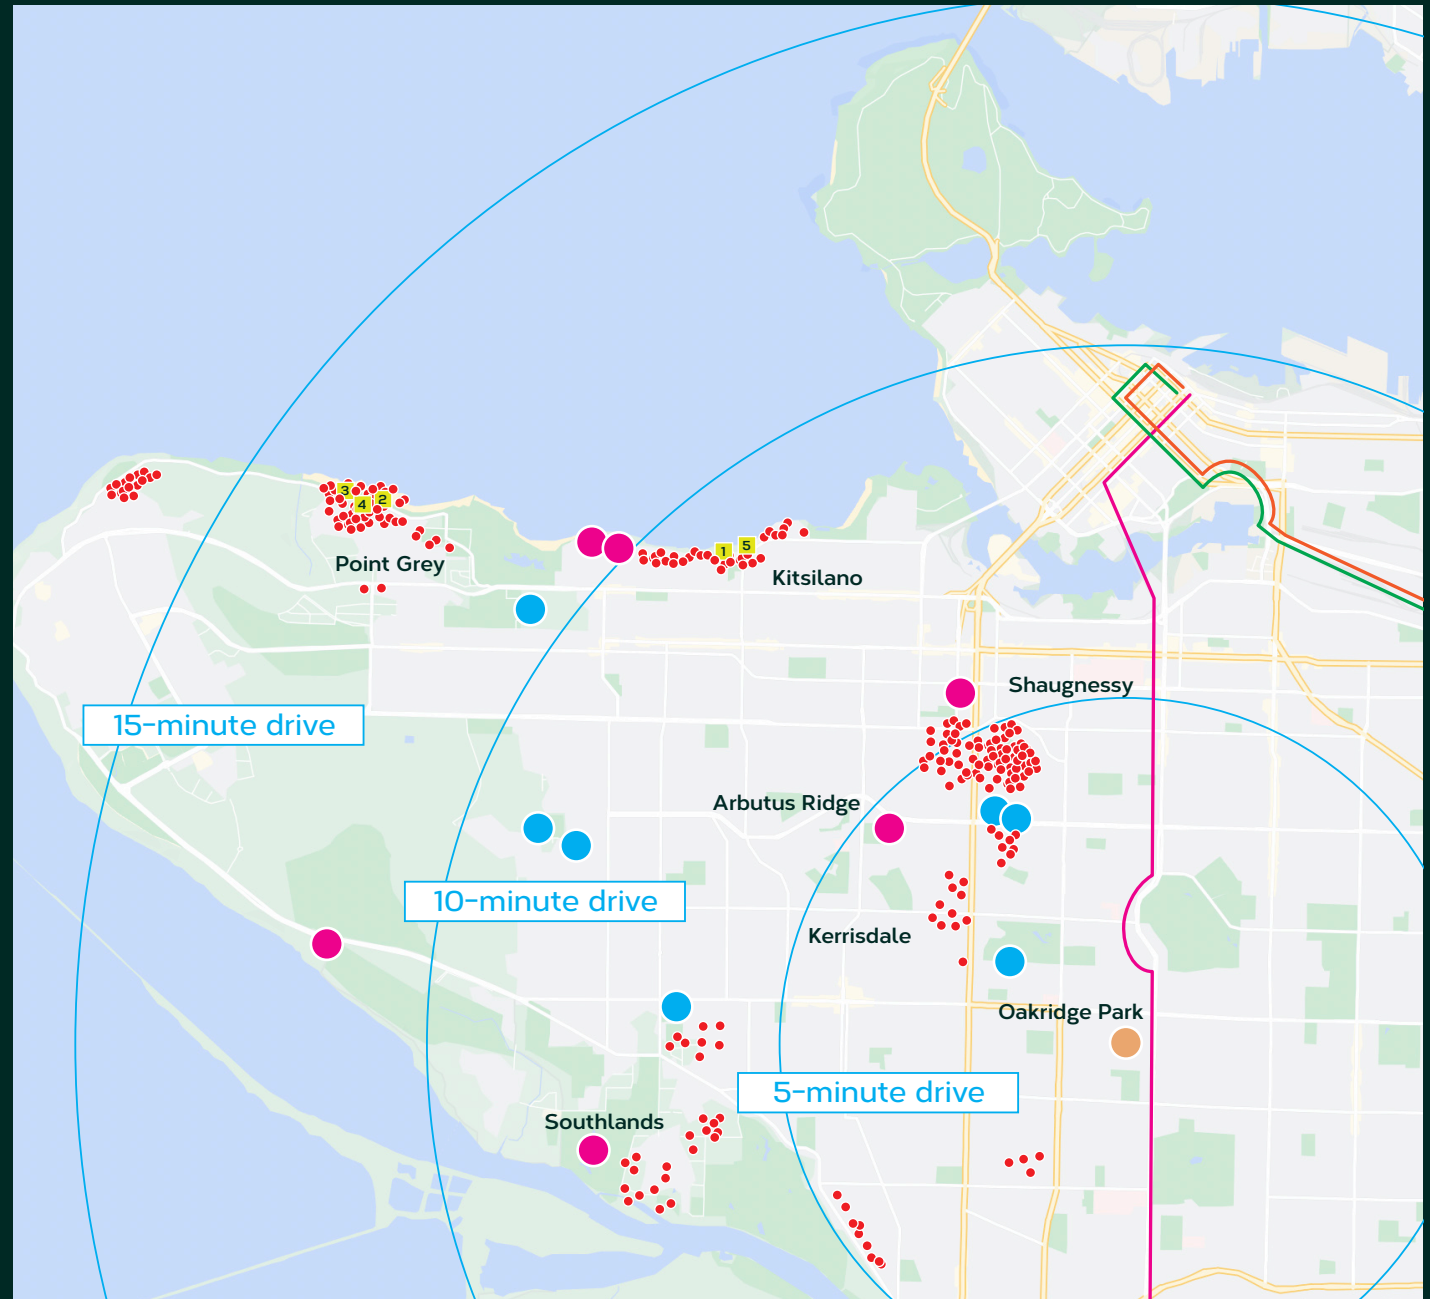 3
2
4
1
5
Point Grey
Kitsilano
Shaugnessy
15-minute drive
Arbutus Ridge
10-minute drive
Kerrisdale
Oakridge Park
5-minute drive
Southlands